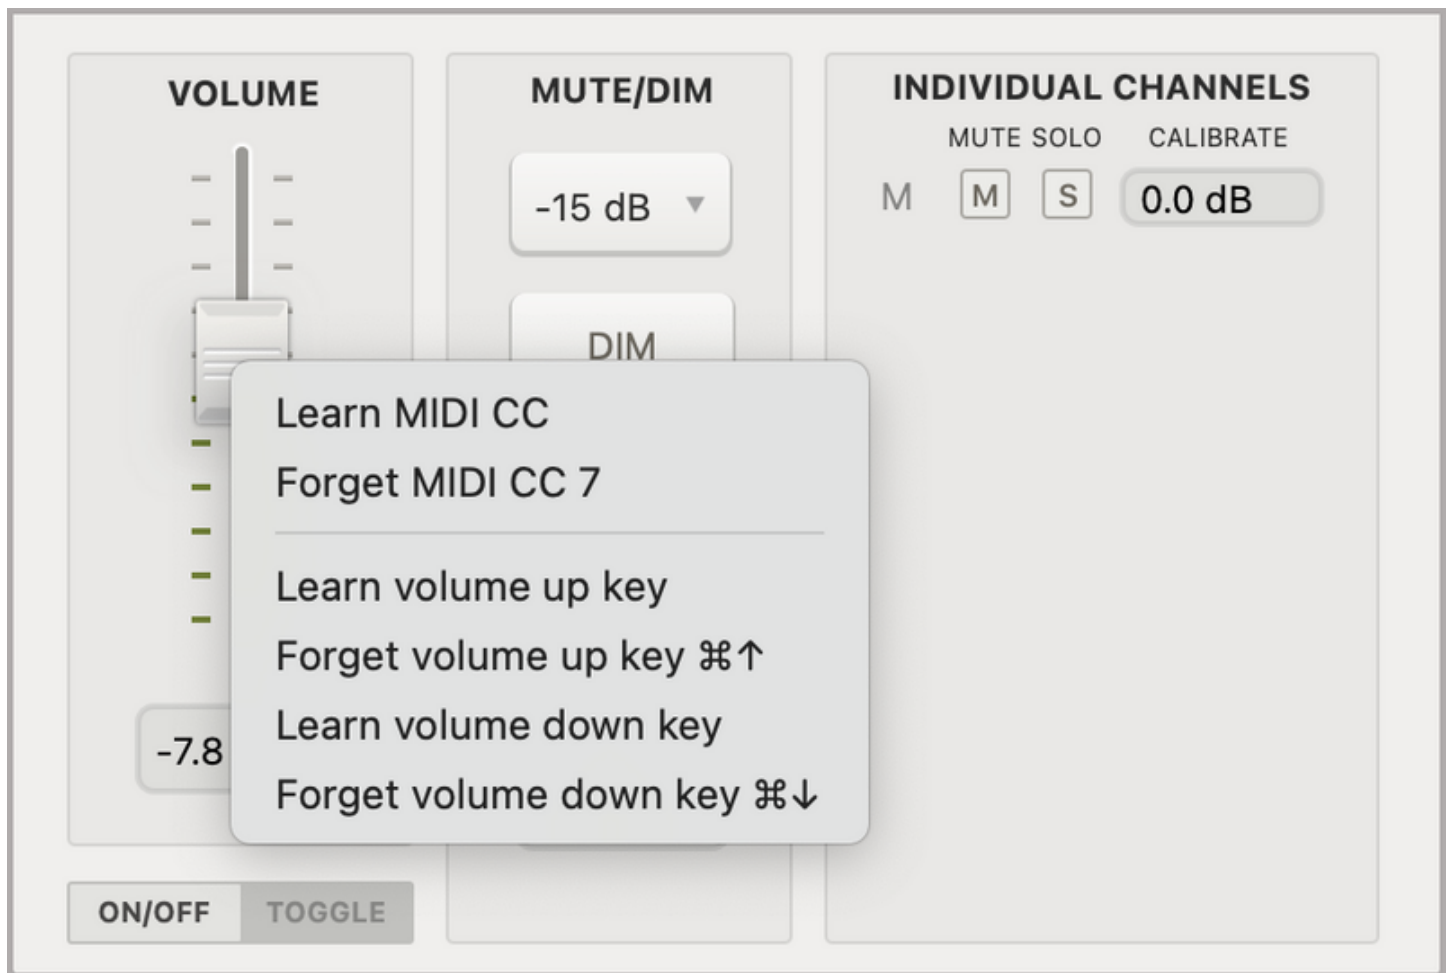 VOLUME
-7.8
ON/OFF TOGGLE
MUTE/DIM
-15 dB ▼
DIM
INDIVIDUAL CHANNELS
MUTE SOLO CALIBRATE
M M S 0.0 dB
Learn MIDI CC
Forget MIDI CC 7
Learn volume up key
Forget volume up key ⌘↑
Learn volume down key
Forget volume down key ⌘↓